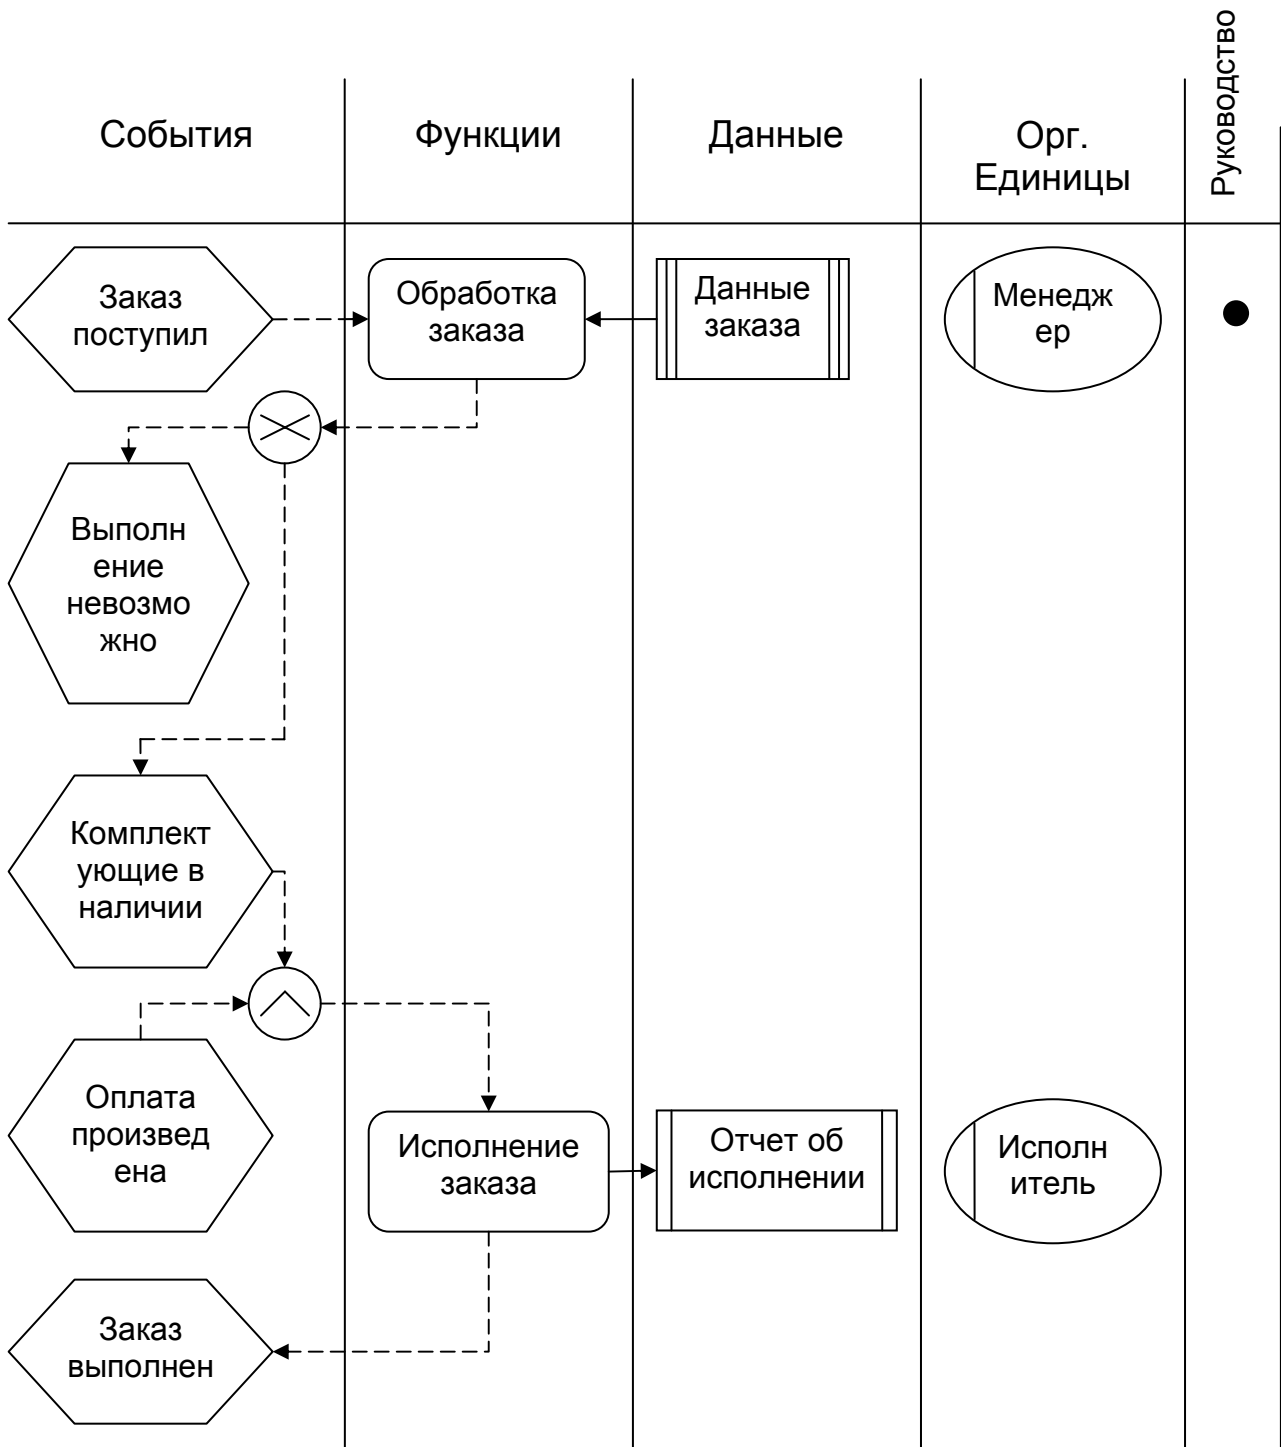 События
Функции
Данные
Орг.
Единицы
Руководство
Заказ
поступил
Обработка
заказа
Данные
заказа
Менедж
ер
Выполн
ение
невозмо
жно
Комплект
ующие в
наличии
Оплата
произвед
ена
Исполнение
заказа
Отчет об
исполнении
Исполн
итель
Заказ
выполнен